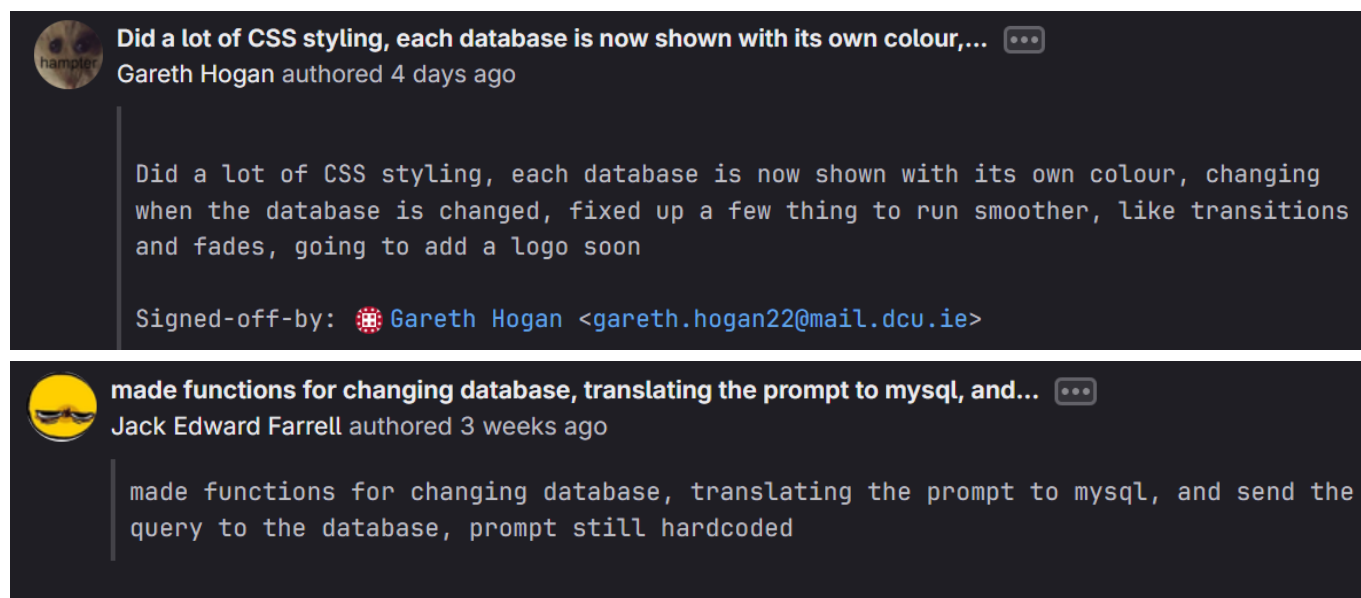 hampter
Did a lot of CSS styling, each database is now shown with its own colour,...
Gareth Hogan authored 4 days ago
Did a lot of CSS styling, each database is now shown with its own colour, changing
when the database is changed, fixed up a few thing to run smoother, like transitions
and fades, going to add a logo soon
Signed-off-by: Gareth Hogan <gareth.hogan22@mail.dcu.ie>
made functions for changing database, translating the prompt to mysql, and...
Jack Edward Farrell authored 3 weeks ago
made functions for changing database, translating the prompt to mysql, and send the
query to the database, prompt still hardcoded